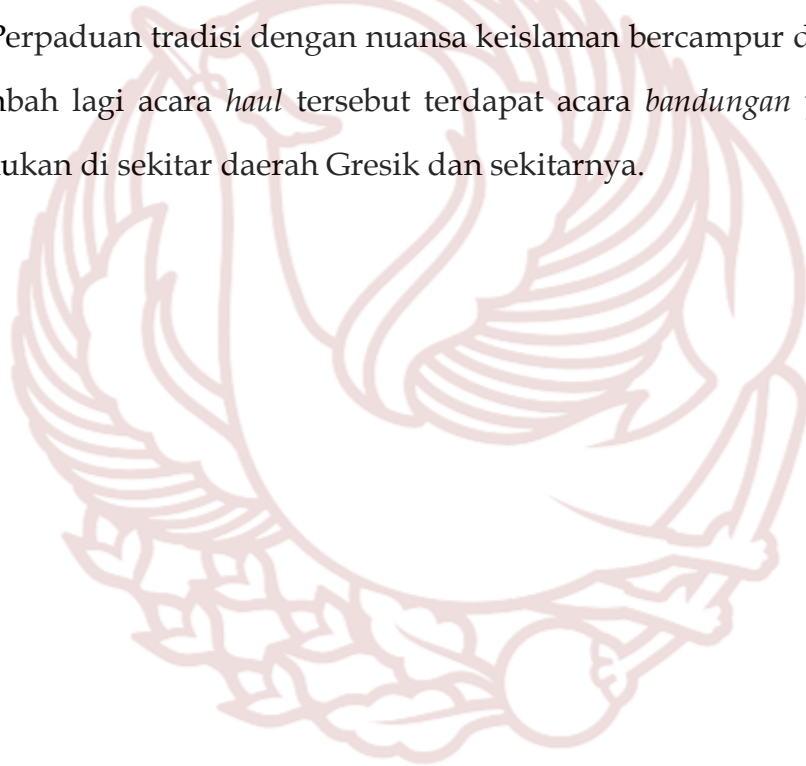 Perpaduan tradisi dengan nuansa keislaman bercampur d
mbah lagi acara haul tersebut terdapat acara bandungan
ukan di sekitar daerah Gresik dan sekitarnya.